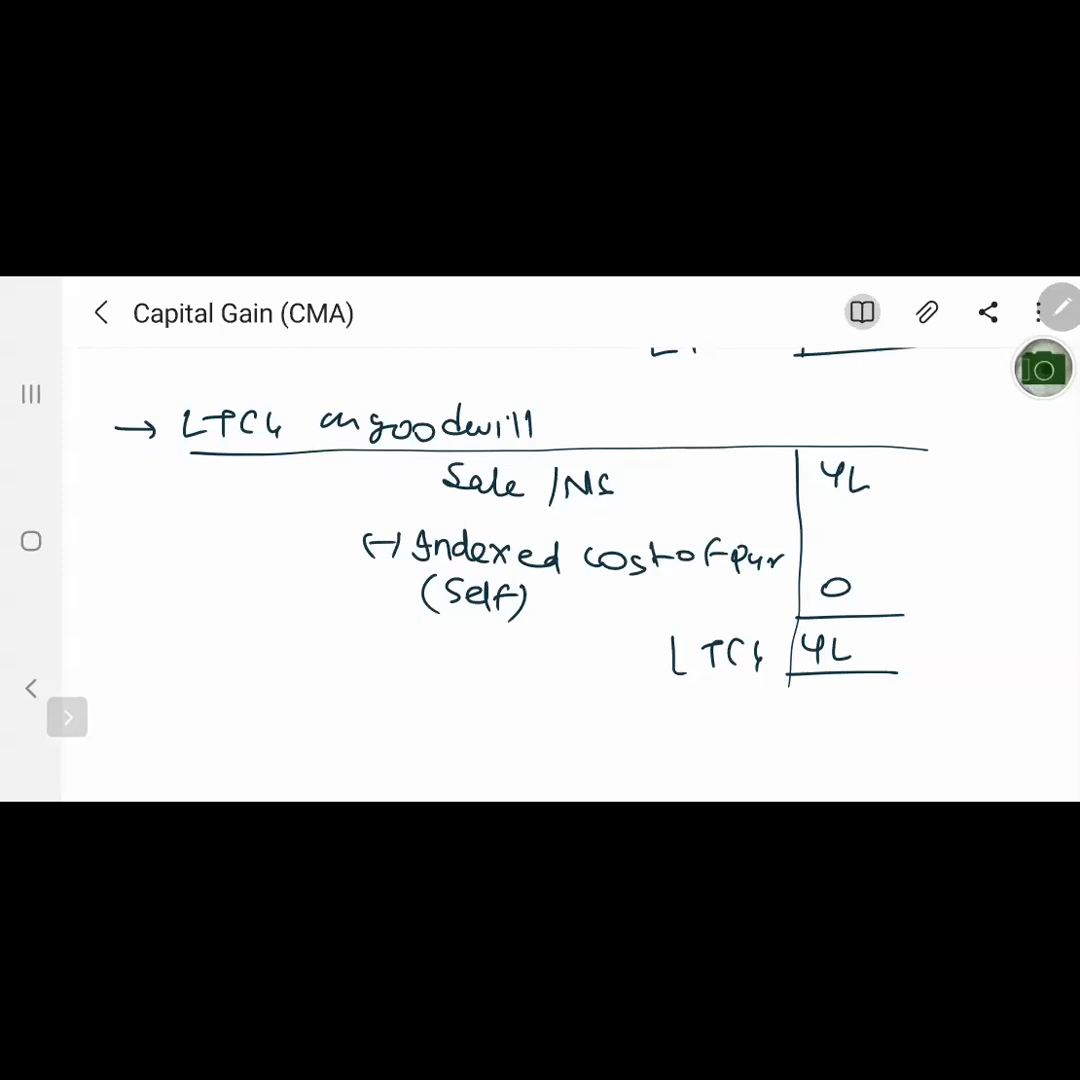 Capital Gain (CMA)
→ LTCG on goodwill
Sale /NS 4L
(-) Indexed cost of pur
(Self) 0
LTCG 4L